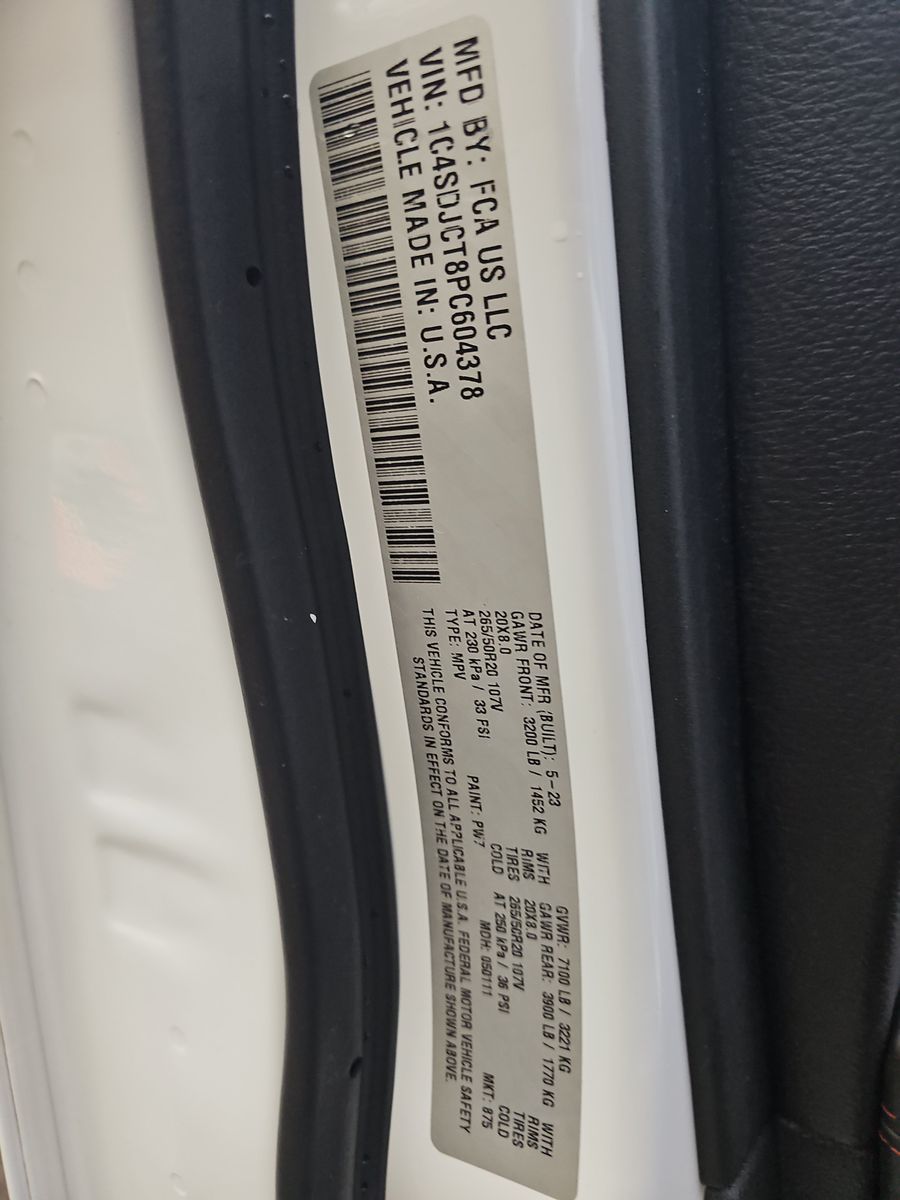 MFD BY: FCA US LLC
VIN: 1C4SDJCT8PC604378
VEHICLE MADE IN: U.S.A.
DATE OF MFR (BUILT): 5-23 GVWR: 7100 LB / 3221 KG
GAWR FRONT: 3200 LB / 1452 KG WITH GAWR REAR: 3900 LB / 1770 KG WITH
20X8.0 RIMS 20X8.0 RIMS
265/50R20 107V TIRES 265/50R20 107V TIRES
AT 230 kPa / 33 PSI COLD AT 250 kPa / 36 PSI COLD
TYPE: MPV PAINT: PW7 MDH: 050111 MKT: 875
THIS VEHICLE CONFORMS TO ALL APPLICABLE U.S.A. FEDERAL MOTOR VEHICLE SAFETY
STANDARDS IN EFFECT ON THE DATE OF MANUFACTURE SHOWN ABOVE.